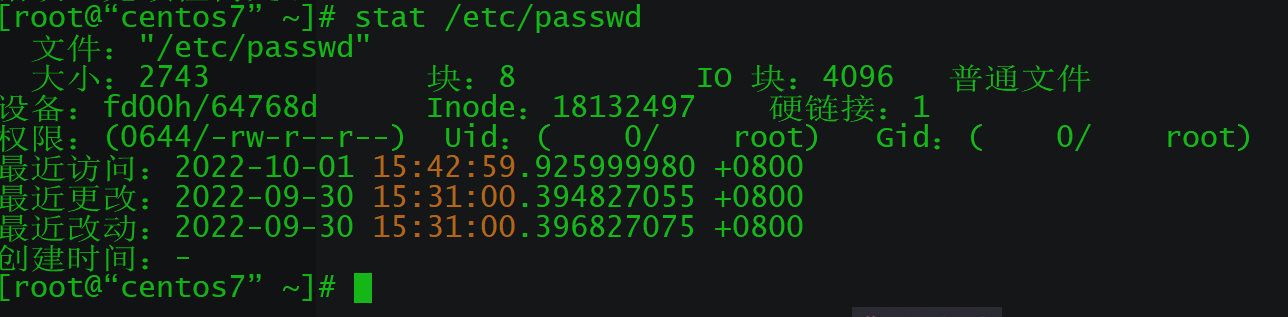 [root@“centos7” ~]# stat /etc/passwd
文件："/etc/passwd"
大小：2743 块：8 IO 块：4096 普通文件
设备：fd00h/64768d Inode：18132497 硬链接：1
权限：(0644/-rw-r--r--) Uid：( 0/ root) Gid：( 0/ root)
最近访问：2022-10-01 15:42:59.925999980 +0800
最近更改：2022-09-30 15:31:00.394827055 +0800
最近改动：2022-09-30 15:31:00.396827075 +0800
创建时间：-
[root@“centos7” ~]#